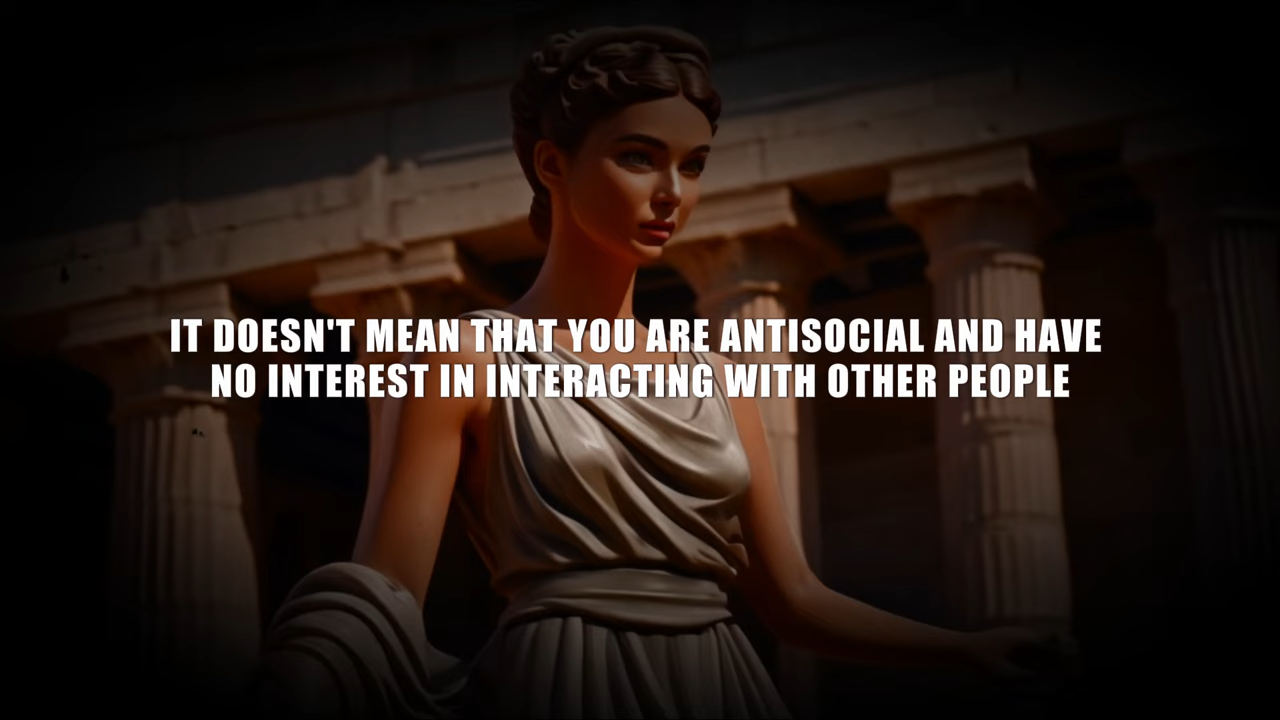 IT DOESN'T MEAN THAT YOU ARE ANTISOCIAL AND HAVE
NO INTEREST IN INTERACTING WITH OTHER PEOPLE